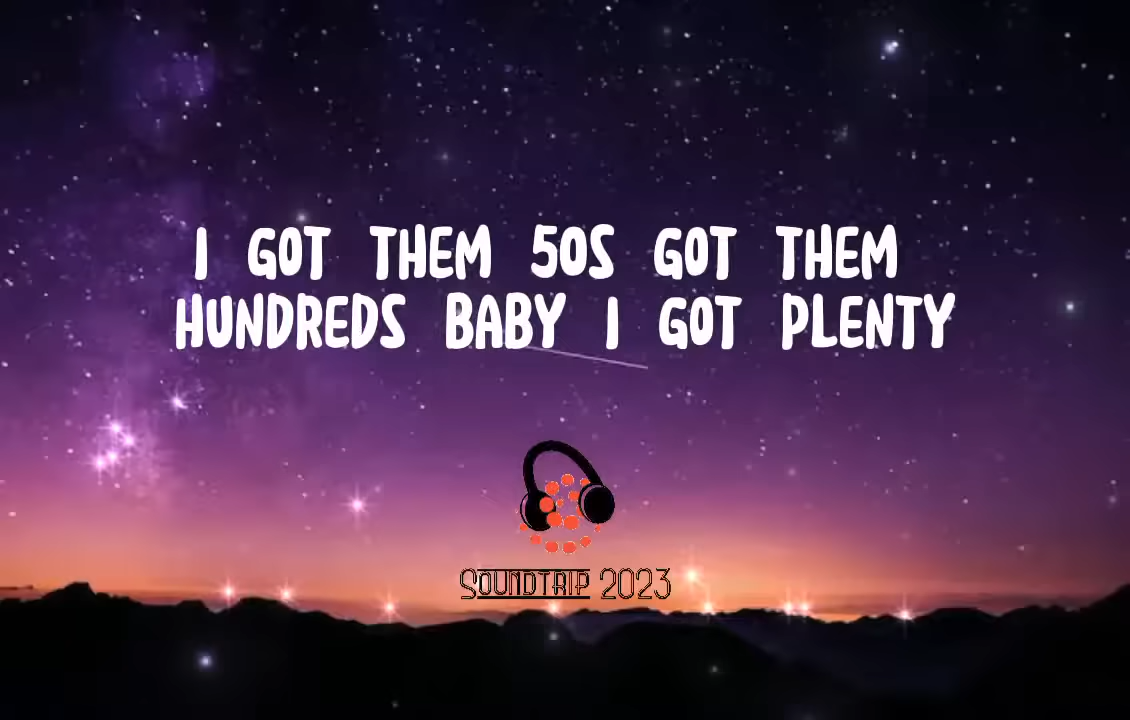 I GOT THEM 50S GOT THEM
HUNDREDS BABY I GOT PLENTY
SOUNDTRIP 2023